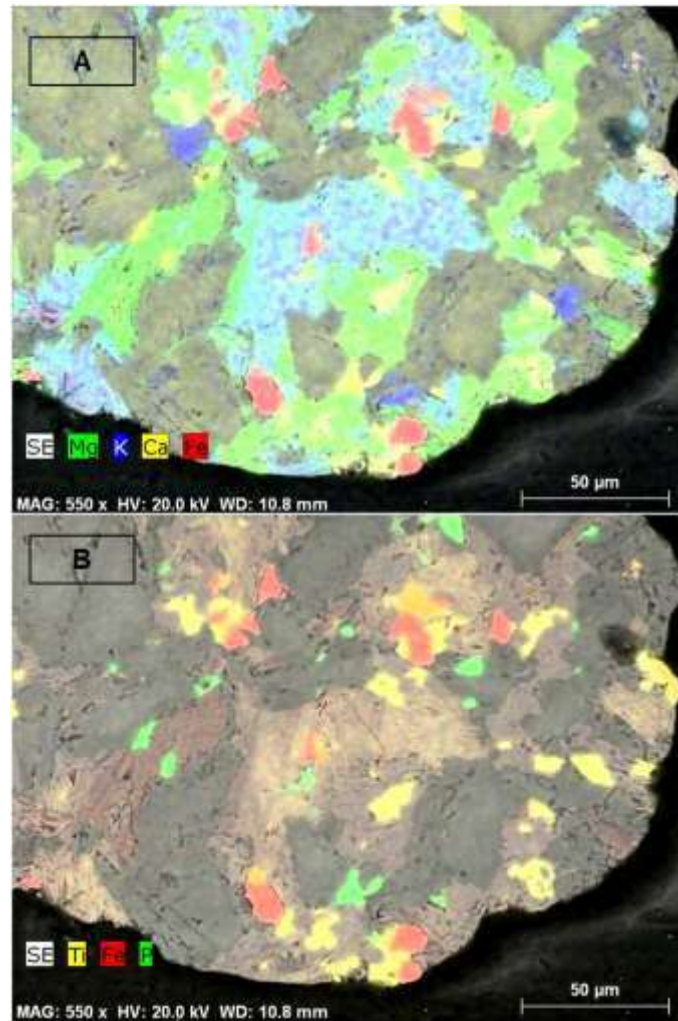 A
SE Mg K Ca Fe
50 µm
MAG: 550 x HV: 20.0 kV WD: 10.8 mm
B
SE Ti Fe P
50 µm
MAG: 550 x HV: 20.0 kV WD: 10.8 mm